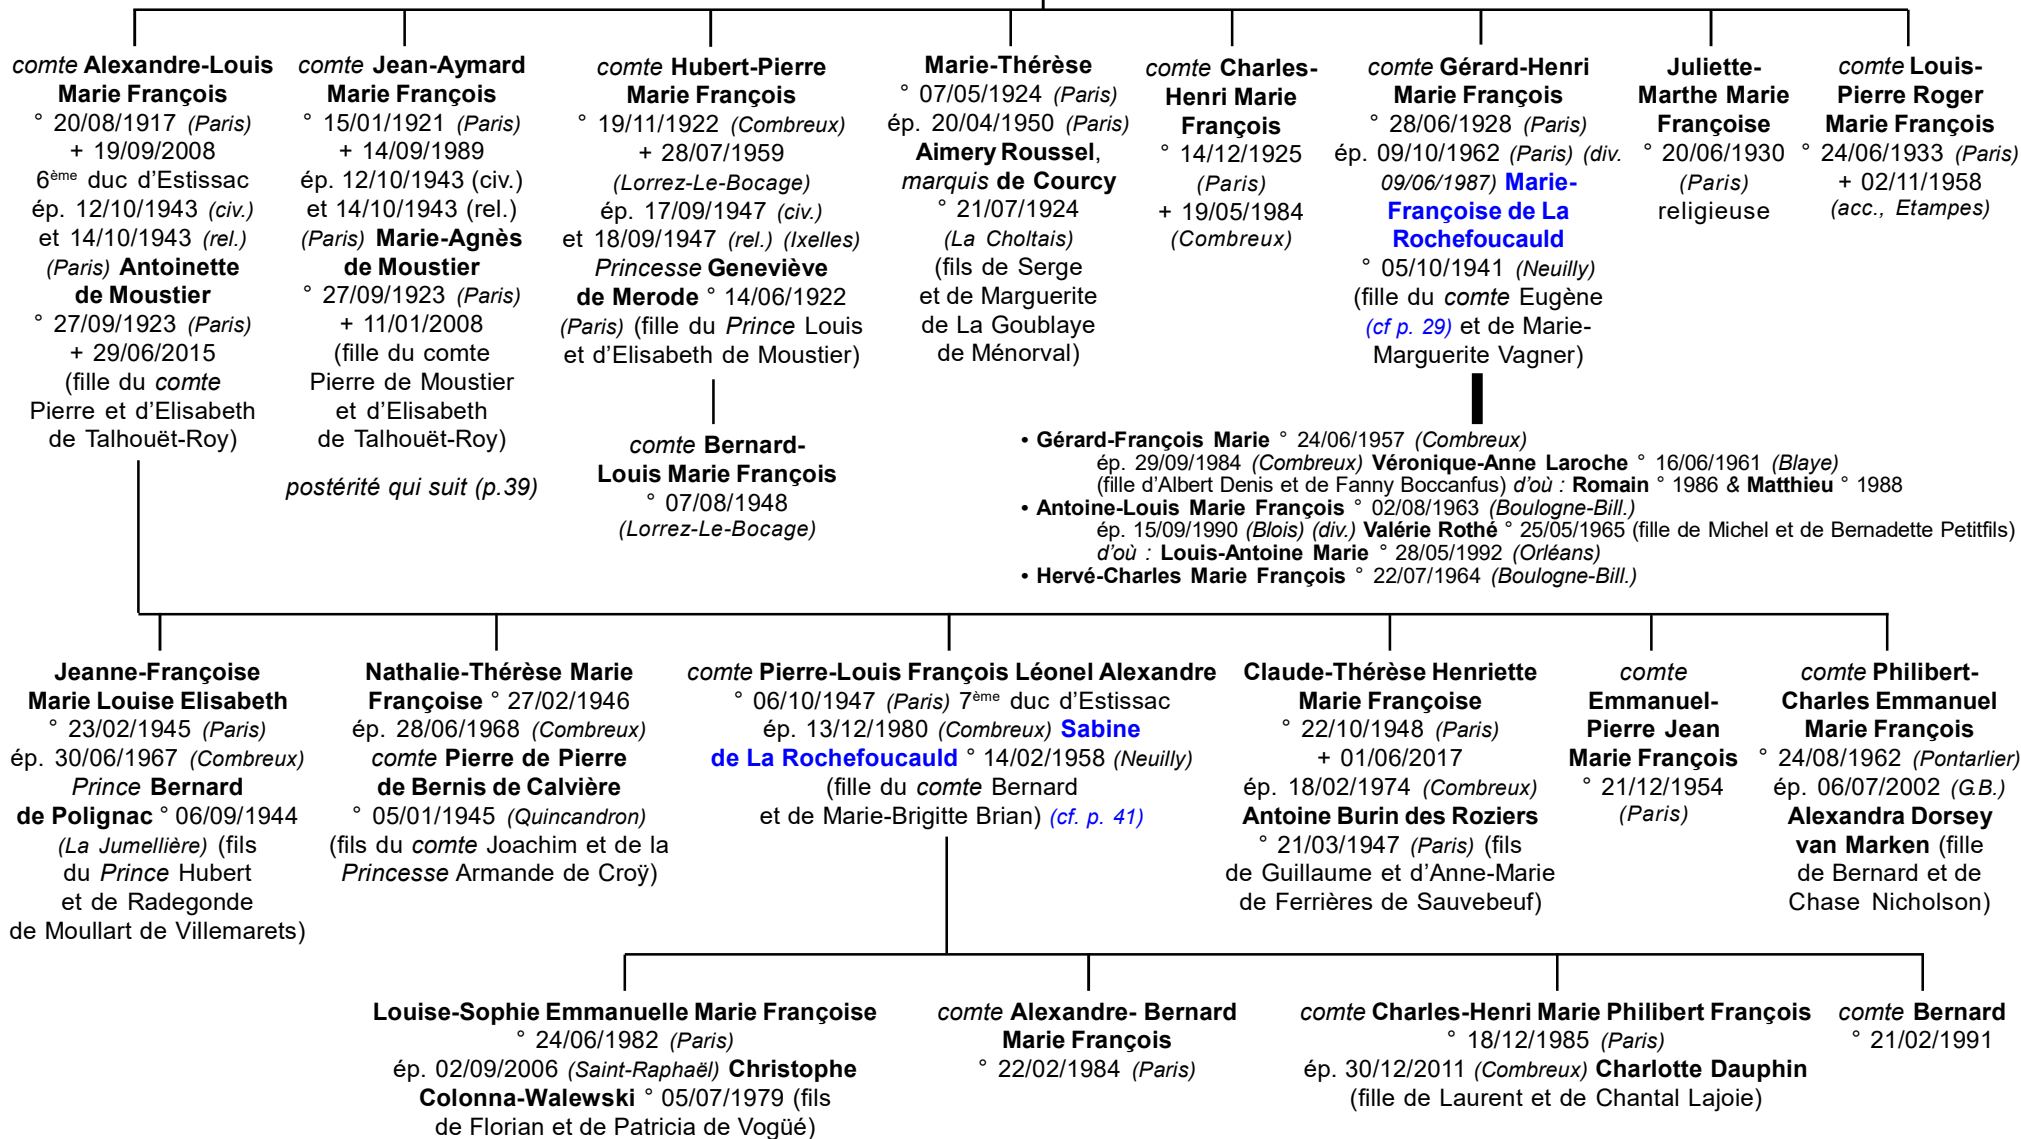 comte Alexandre-Louis
Marie François
° 20/08/1917 (Paris)
+ 19/09/2008
6ème duc d’Estissac
ép. 12/10/1943 (civ.)
et 14/10/1943 (rel.)
(Paris) Antoinette
de Moustier
° 27/09/1923 (Paris)
+ 29/06/2015
(fille du comte
Pierre et d’Elisabeth
de Talhouët-Roy)
comte Jean-Aymard
Marie François
° 15/01/1921 (Paris)
+ 14/09/1989
ép. 12/10/1943 (civ.)
et 14/10/1943 (rel.)
(Paris) Marie-Agnès
de Moustier
° 27/09/1923 (Paris)
+ 11/01/2008
(fille du comte
Pierre de Moustier
et d’Elisabeth
de Talhouët-Roy)
postérité qui suit (p.39)
comte Hubert-Pierre
Marie François
° 19/11/1922 (Combreux)
+ 28/07/1959
(Lorrez-Le-Bocage)
ép. 17/09/1947 (civ.)
et 18/09/1947 (rel.) (Ixelles)
Princesse Geneviève
de Merode ° 14/06/1922
(Paris) (fille du Prince Louis
et d’Elisabeth de Moustier)
comte Bernard-
Louis Marie François
° 07/08/1948
(Lorrez-Le-Bocage)
Marie-Thérèse
° 07/05/1924 (Paris)
ép. 20/04/1950 (Paris)
Aimery Roussel,
marquis de Courcy
° 21/07/1924
(La Choltais)
(fils de Serge
et de Marguerite
de La Goublaye
de Ménorval)
comte Charles-
Henri Marie
François
° 14/12/1925
(Paris)
+ 19/05/1984
(Combreux)
comte Gérard-Henri
Marie François
° 28/06/1928 (Paris)
ép. 09/10/1962 (Paris) (div.
09/06/1987) Marie-
Françoise de La
Rochefoucauld
° 05/10/1941 (Neuilly)
(fille du comte Eugène
(cf p. 29) et de Marie-
Marguerite Vagner)
Juliette-
Marthe Marie
Françoise
° 20/06/1930
(Paris)
religieuse
comte Louis-
Pierre Roger
Marie François
° 24/06/1933 (Paris)
+ 02/11/1958
(acc., Etampes)
• Gérard-François Marie ° 24/06/1957 (Combreux)
ép. 29/09/1984 (Combreux) Véronique-Anne Laroche ° 16/06/1961 (Blaye)
(fille d’Albert Denis et de Fanny Boccanfus) d’où : Romain ° 1986 & Matthieu ° 1988
• Antoine-Louis Marie François ° 02/08/1963 (Boulogne-Bill.)
ép. 15/09/1990 (Blois) (div.) Valérie Rothé ° 25/05/1965 (fille de Michel et de Bernadette Petitfils)
d’où : Louis-Antoine Marie ° 28/05/1992 (Orléans)
• Hervé-Charles Marie François ° 22/07/1964 (Boulogne-Bill.)
Jeanne-Françoise
Marie Louise Elisabeth
° 23/02/1945 (Paris)
ép. 30/06/1967 (Combreux)
Prince Bernard
de Polignac ° 06/09/1944
(La Jumellière) (fils
du Prince Hubert
et de Radegonde
de Moullart de Villemarets)
Nathalie-Thérèse Marie
Françoise ° 27/02/1946
ép. 28/06/1968 (Combreux)
comte Pierre de Pierre
de Bernis de Calvière
° 05/01/1945 (Quincandron)
(fils du comte Joachim et de la
Princesse Armande de Croÿ)
comte Pierre-Louis François Léonel Alexandre
° 06/10/1947 (Paris) 7ème duc d’Estissac
ép. 13/12/1980 (Combreux) Sabine
de La Rochefoucauld ° 14/02/1958 (Neuilly)
(fille du comte Bernard
et de Marie-Brigitte Brian) (cf. p. 41)
Claude-Thérèse Henriette
Marie Françoise
° 22/10/1948 (Paris)
+ 01/06/2017
ép. 18/02/1974 (Combreux)
Antoine Burin des Roziers
° 21/03/1947 (Paris) (fils
de Guillaume et d’Anne-Marie
de Ferrières de Sauvebeuf)
comte
Emmanuel-
Pierre Jean
Marie François
° 21/12/1954
(Paris)
comte Philibert-
Charles Emmanuel
Marie François
° 24/08/1962 (Pontarlier)
ép. 06/07/2002 (G.B.)
Alexandra Dorsey
van Marken (fille
de Bernard et de
Chase Nicholson)
Louise-Sophie Emmanuelle Marie Françoise
° 24/06/1982 (Paris)
ép. 02/09/2006 (Saint-Raphaël) Christophe
Colonna-Walewski ° 05/07/1979 (fils
de Florian et de Patricia de Vogüé)
comte Alexandre- Bernard
Marie François
° 22/02/1984 (Paris)
comte Charles-Henri Marie Philibert François
° 18/12/1985 (Paris)
ép. 30/12/2011 (Combreux) Charlotte Dauphin
(fille de Laurent et de Chantal Lajoie)
comte Bernard
° 21/02/1991